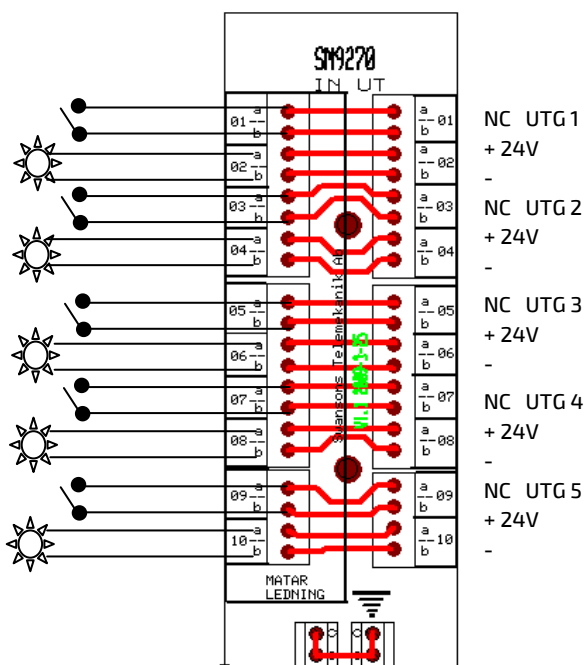 SM9270
IN UT
a 01 b
a 02 b
a 03 b
a 04 b
a 05 b
a 06 b
a 07 b
a 08 b
a 09 b
a 10 b
a 01 b
a 02 b
a 03 b
a 04 b
a 05 b
a 06 b
a 07 b
a 08 b
a 09 b
a 10 b
NC UTG 1
+ 24V
-
NC UTG 2
+ 24V
-
NC UTG 3
+ 24V
-
NC UTG 4
+ 24V
-
NC UTG 5
+ 24V
-
Svansons Telemekanik Ab
MATAR
LEDNING